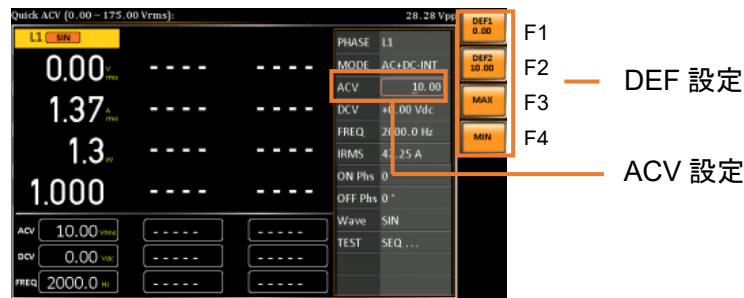 Quick ACV (0.00 ~ 175.00 Vrms): 28.28 Vpp
L1 SIN
0.00 V rms - - - - - - - -
1.37 A rms - - - - - - - -
1.3 W - - - - - - - -
1.000 - - - - - - - -
ACV 10.00 Vrms - - - - - - - - - -
DCV 0.00 Vdc - - - - - - - - - -
FREQ 2000.0 Hz - - - - - - - - - -
PHASE L1
MODE AC+DC-INT
ACV 10.00
DCV +0.00 Vdc
FREQ 2000.0 Hz
IRMS 47.25 A
ON Phs 0 °
OFF Phs 0 °
Wave SIN
TEST SEQ ...
DEF1
0.00
F1
DEF2
10.00
F2
MAX F3
MIN F4
DEF 設定
ACV 設定